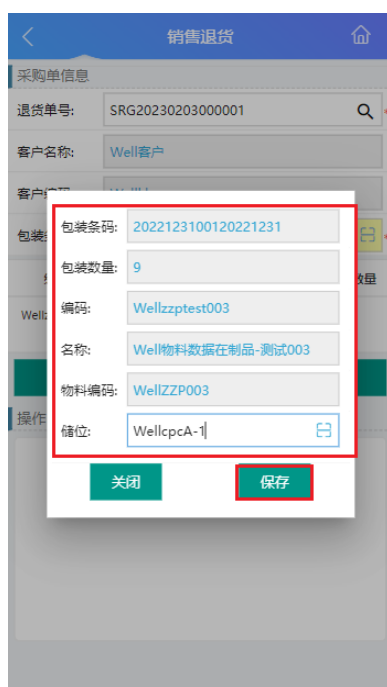 销售退货
采购单信息
退货单号: SRG20230203000001
客户名称: Well客户
包装条码: 2022123100120221231
包装数量: 9
编码: Wellzzptest003
名称: Well物料数据在制品-测试003
物料编码: WellZZP003
储位: WellcpcA-1
关闭 保存